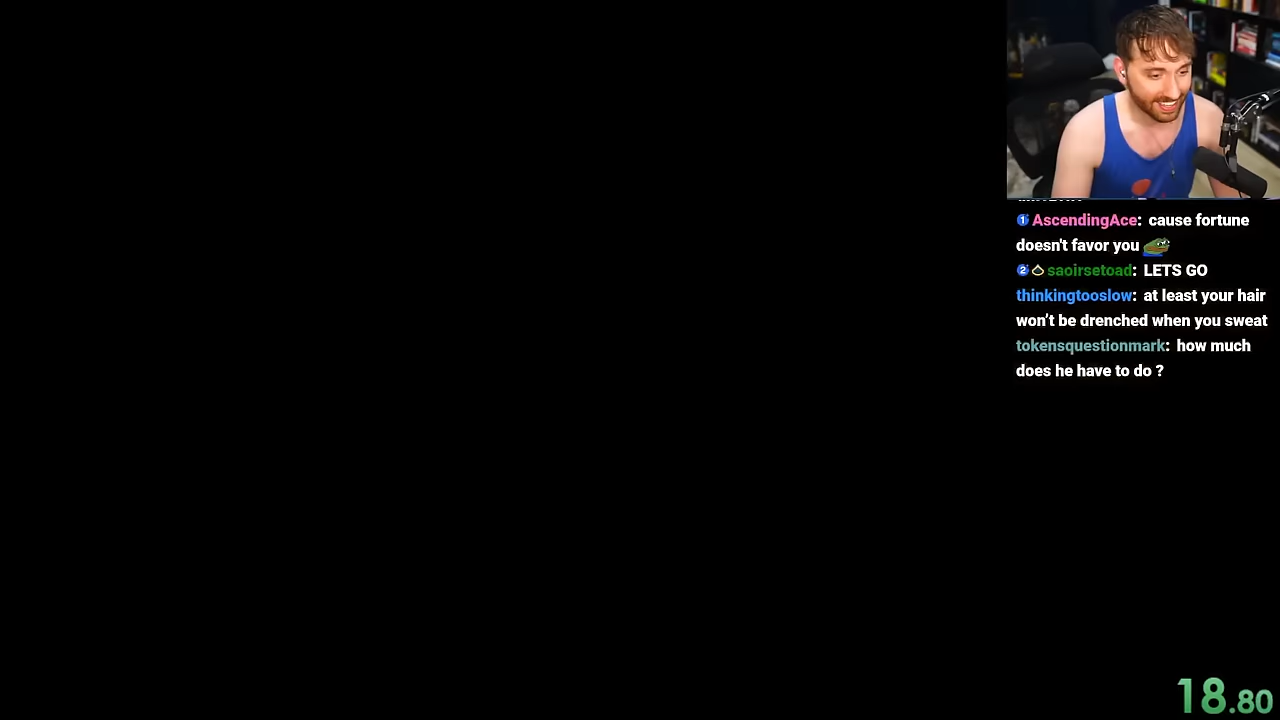 AscendingAce: cause fortune
doesn't favor you
saoirsetoad: LETS GO
thinkingtooslow: at least your hair
won't be drenched when you sweat
tokensquestionmark: how much
does he have to do ?
18.80